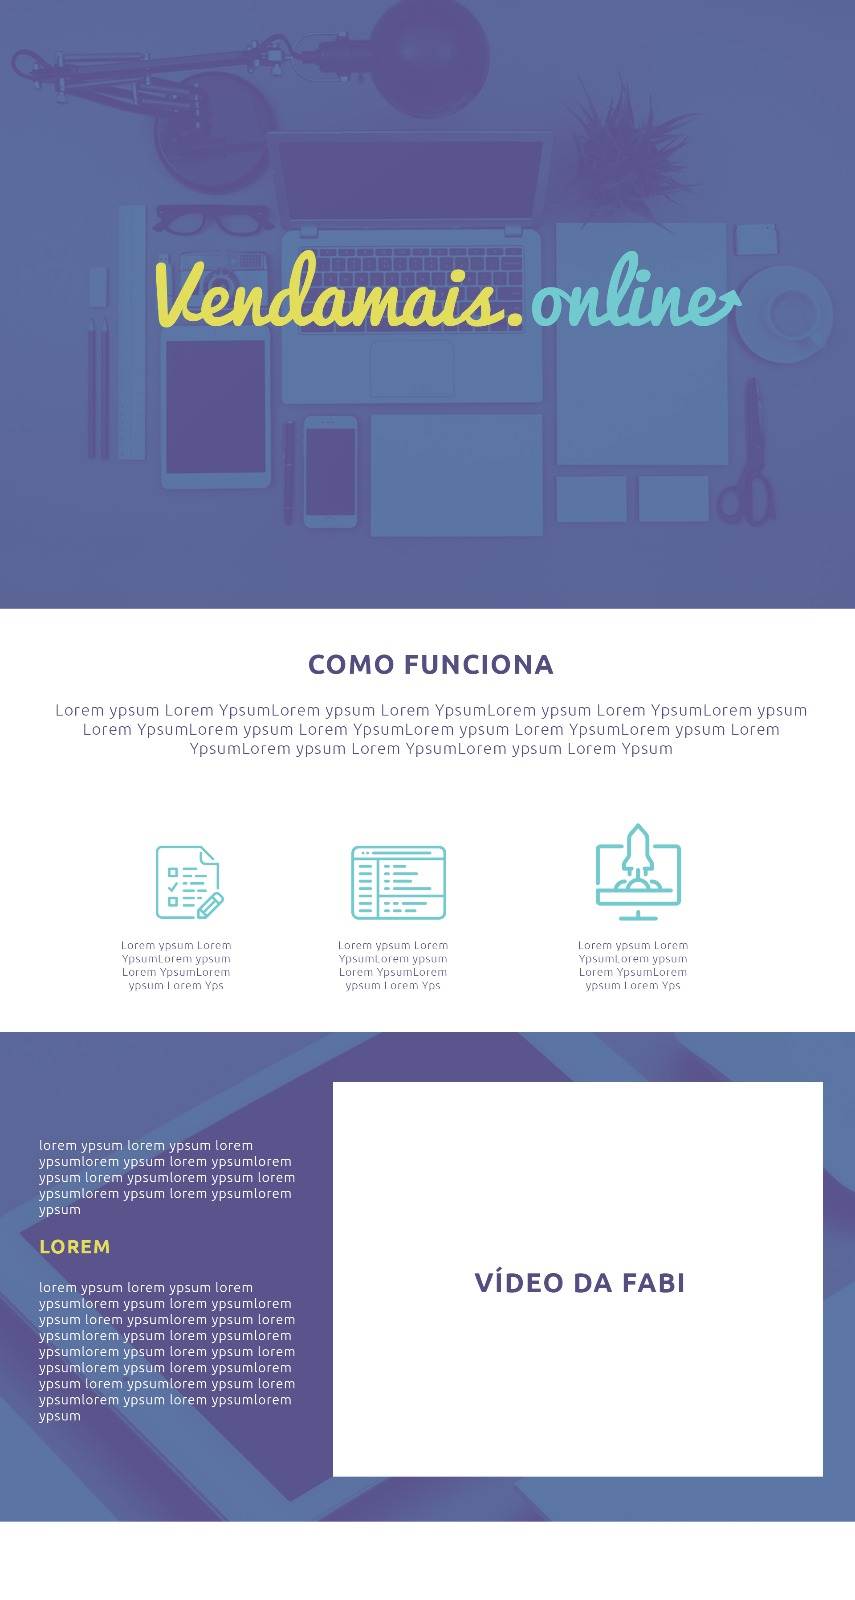 Vendamais.online
COMO FUNCIONA
Lorem ypsum Lorem YpsumLorem ypsum Lorem YpsumLorem ypsum Lorem YpsumLorem ypsum
Lorem YpsumLorem ypsum Lorem YpsumLorem ypsum Lorem YpsumLorem ypsum Lorem
YpsumLorem ypsum Lorem YpsumLorem ypsum Lorem Ypsum
Lorem ypsum Lorem
YpsumLorem ypsum
Lorem YpsumLorem
ypsum Lorem Yps
Lorem ypsum Lorem
YpsumLorem ypsum
Lorem YpsumLorem
ypsum Lorem Yps
Lorem ypsum Lorem
YpsumLorem ypsum
Lorem YpsumLorem
ypsum Lorem Yps
lorem ypsum lorem ypsum lorem
ypsumlorem ypsum lorem ypsumlorem
ypsum lorem ypsumlorem ypsum lorem
ypsumlorem ypsum lorem ypsumlorem
ypsum
LOREM
lorem ypsum lorem ypsum lorem
ypsumlorem ypsum lorem ypsumlorem
ypsum lorem ypsumlorem ypsum lorem
ypsumlorem ypsum lorem ypsumlorem
ypsum lorem ypsumlorem ypsum lorem
ypsumlorem ypsum lorem ypsumlorem
ypsum lorem ypsumlorem ypsum lorem
ypsumlorem ypsum lorem ypsumlorem
ypsum
VÍDEO DA FABI